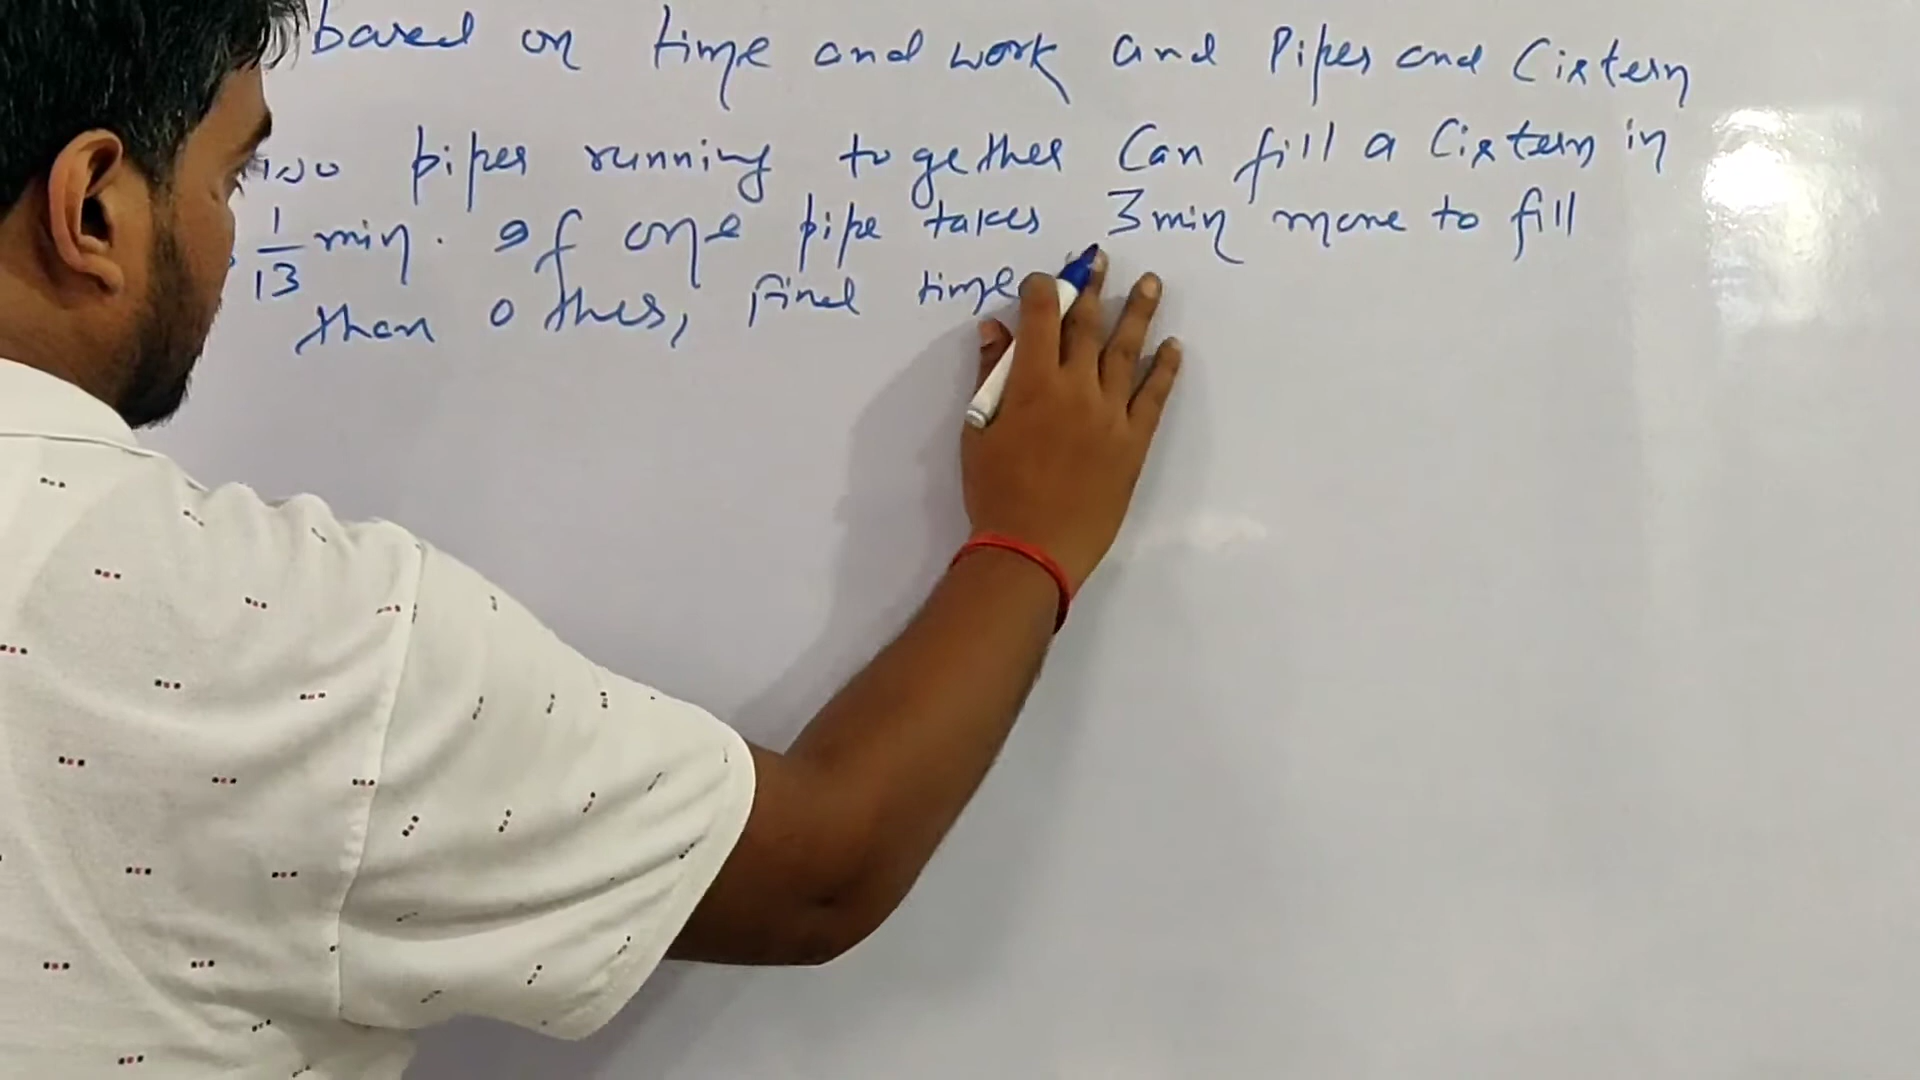 based on time and work and Pipes and Cistern
two pipes running together Can fill a Cistern in
1/13 min. If one pipe takes 3 min more to fill
than other, Find time